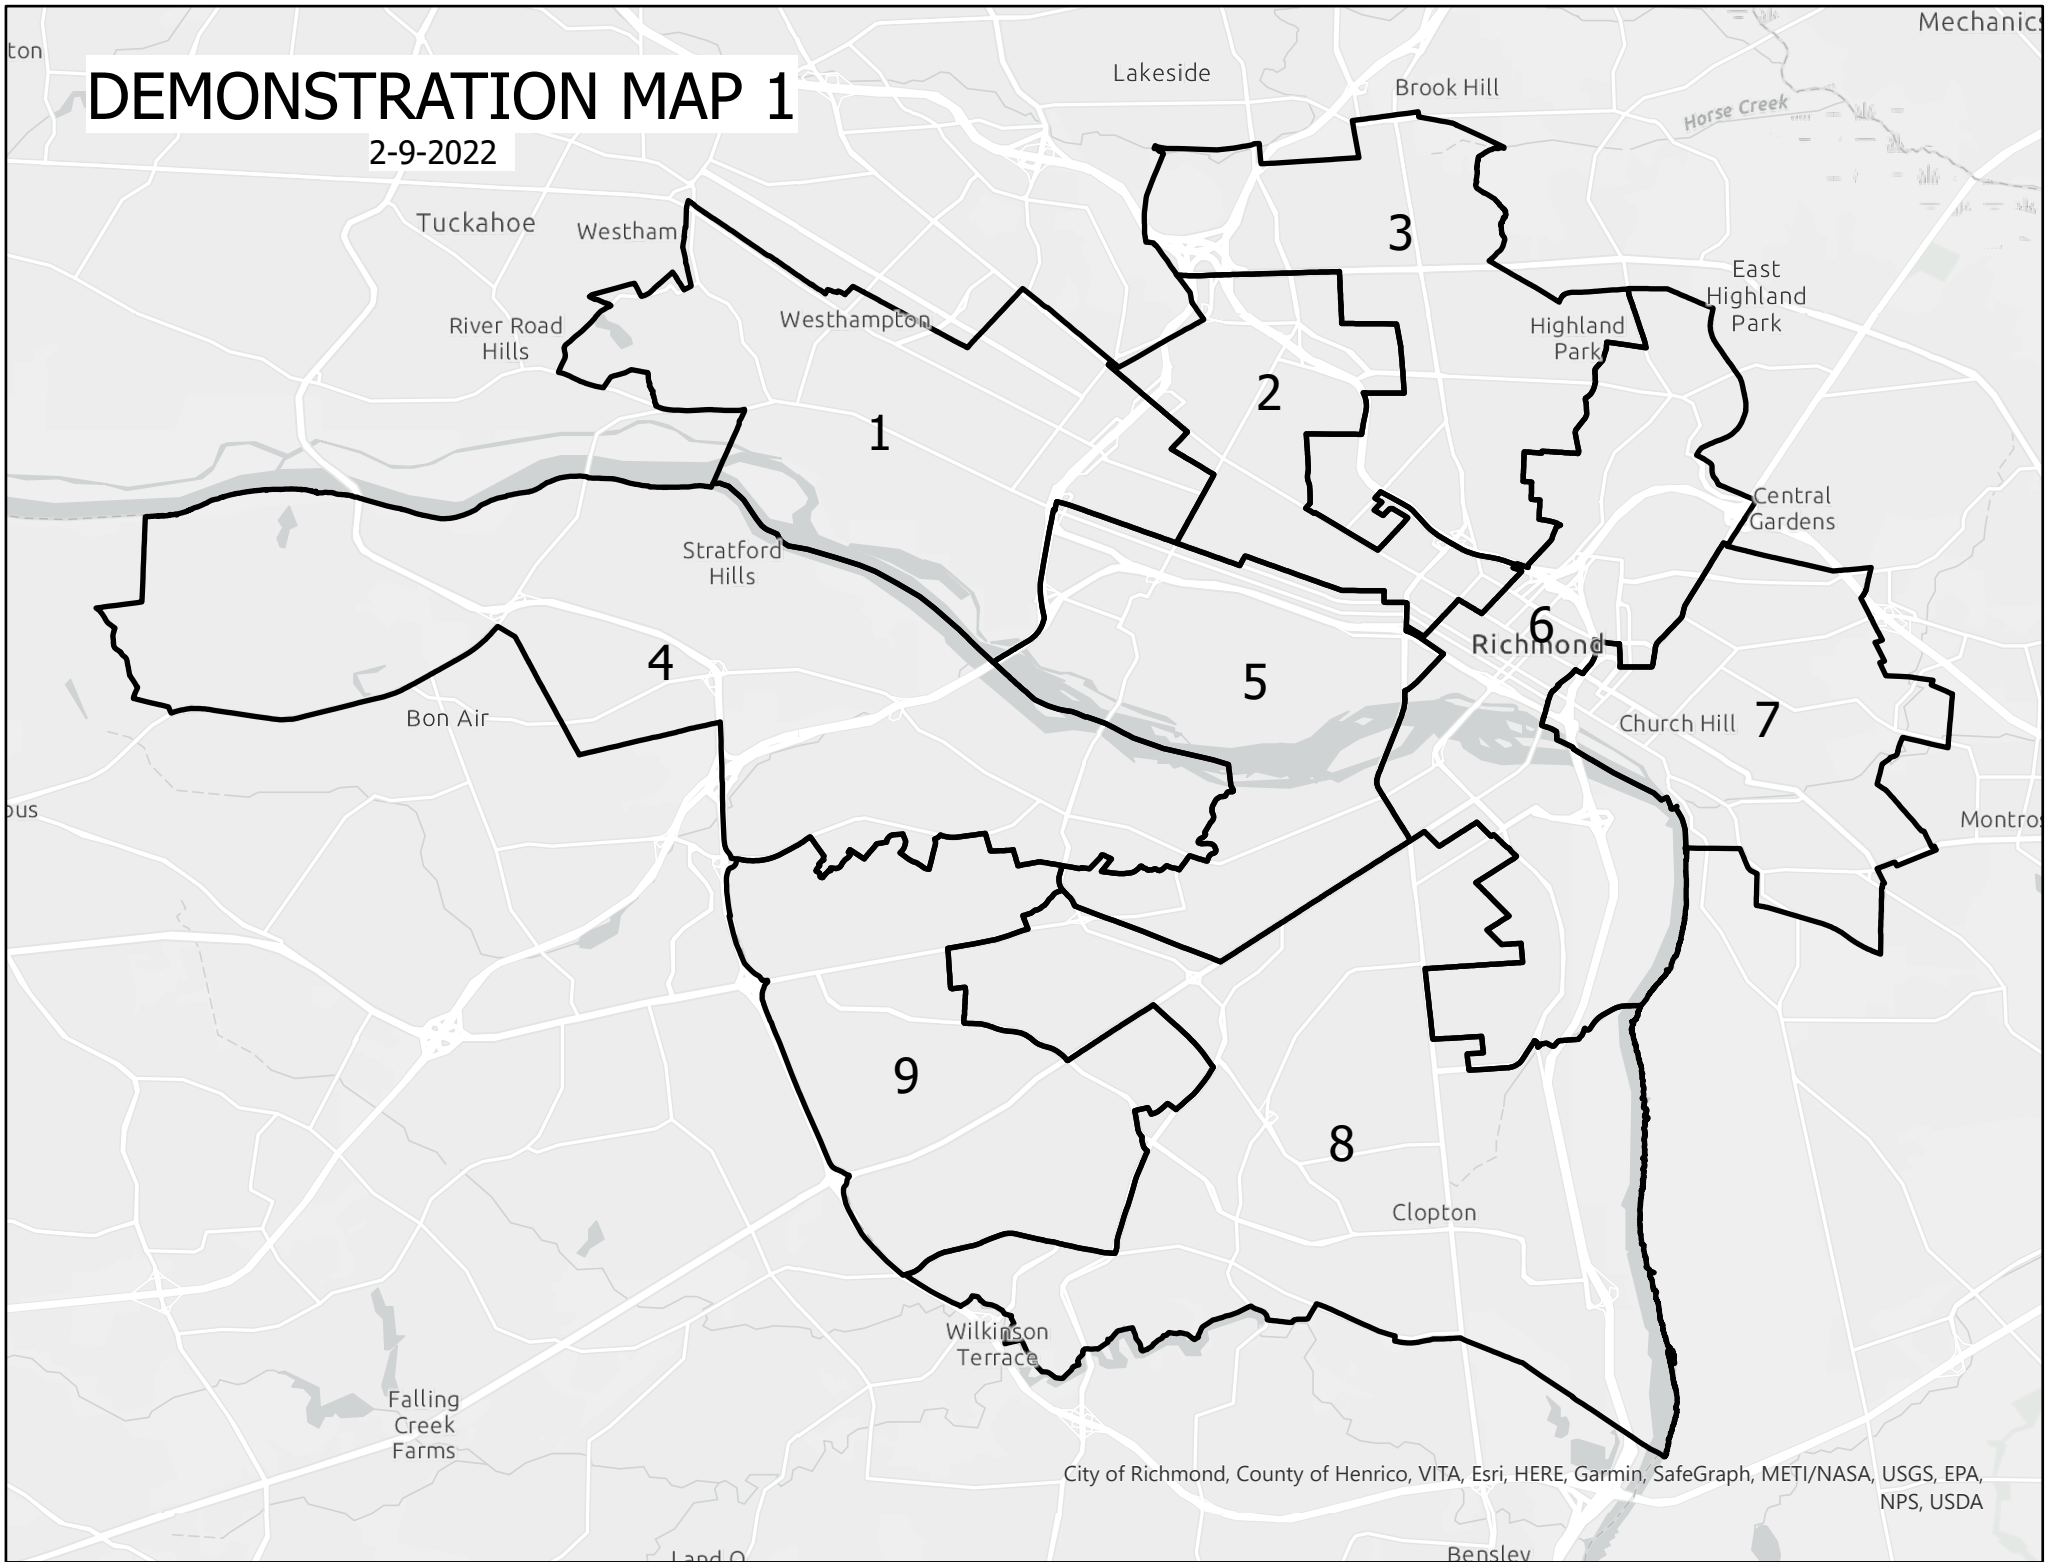 Mechanics
ton
Lakeside
Brook Hill
DEMONSTRATION MAP 1
Horse Creek
2-9-2022
Tuckahoe
Westham
3
East
Highland
Park
River Road
Hills
Westhampton
Highland
Park
2
1
Central
Gardens
Stratford
Hills
6
Richmond
4
5
Bon Air
Church Hill
7
ous
Montros
9
8
Clopton
Wilkinson
Terrace
Falling
Creek
Farms
City of Richmond, County of Henrico, VITA, Esri, HERE, Garmin, SafeGraph, METI/NASA, USGS, EPA,
NPS, USDA
Land O
Bensley